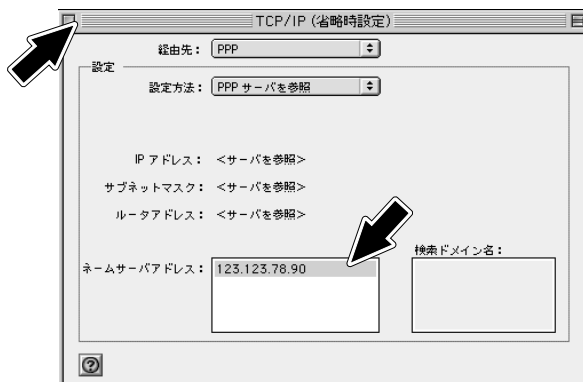 TCP/IP (省略時設定)
経由先： PPP
設定
設定方法： PPP サーバを参照
IP アドレス： <サーバを参照>
サブネットマスク： <サーバを参照>
ルータアドレス： <サーバを参照>
検索ドメイン名：
ネームサーバアドレス： 123.123.78.90
?